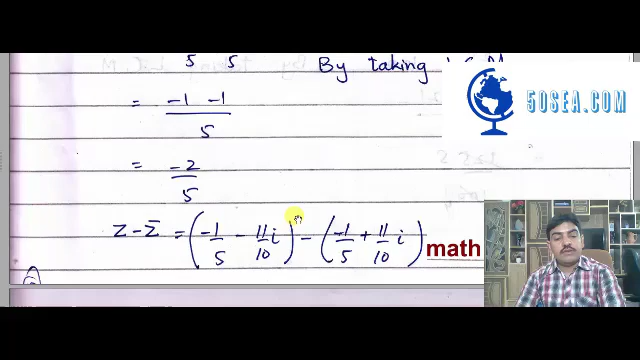 5 5 By taking L.C.M
= -1 -1 / 5
= -2 / 5
Z - Z̄ = (-1/5 - 11/10 i) - (-1/5 + 11/10 i)
5OSEA.COM
math